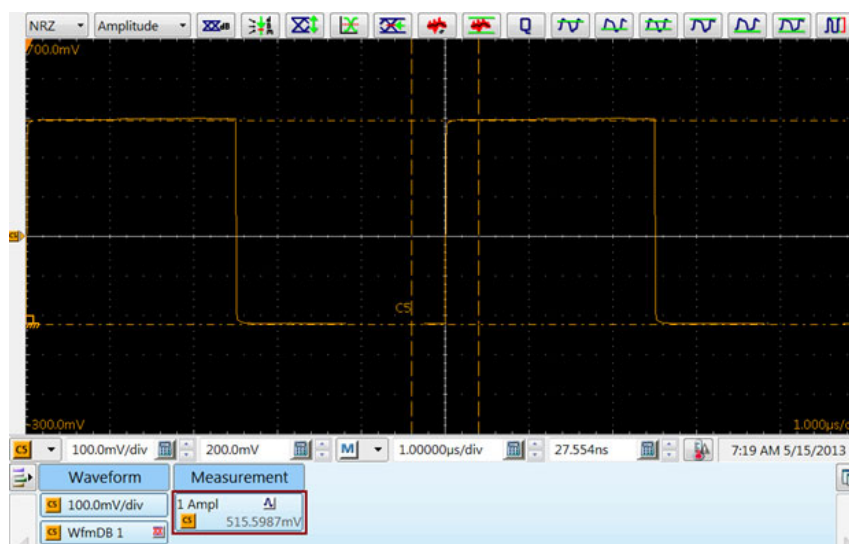 NRZ Amplitude dB Q
700.0mV
C5
C5
-300.0mV 1.000µs/d
C5 100.0mV/div 200.0mV M 1.00000µs/div 27.554ns 7:19 AM 5/15/2013
Waveform Measurement
C5 100.0mV/div 1 Ampl
C5 515.5987mV
C5 WfmDB 1